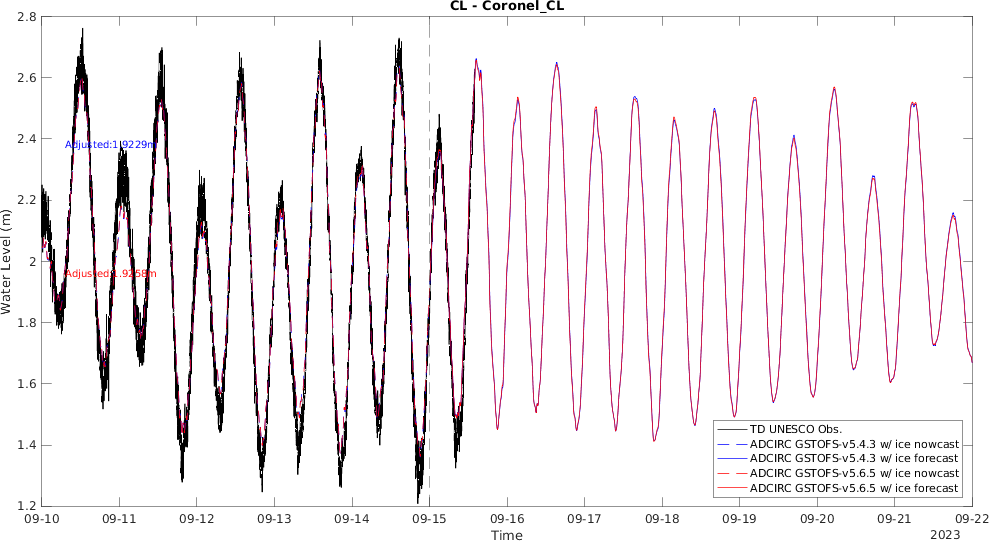 CL - Coronel_CL
2.8
2.6
2.4
2.2
2
1.8
1.6
1.4
1.2
Water Level (m)
Adjusted:1.9229m
Adjusted:1.9258m
TD UNESCO Obs.
ADCIRC GSTOFS-v5.4.3 w/ ice nowcast
ADCIRC GSTOFS-v5.4.3 w/ ice forecast
ADCIRC GSTOFS-v5.6.5 w/ ice nowcast
ADCIRC GSTOFS-v5.6.5 w/ ice forecast
09-10 09-11 09-12 09-13 09-14 09-15 09-16 09-17 09-18 09-19 09-20 09-21 09-22
Time
2023